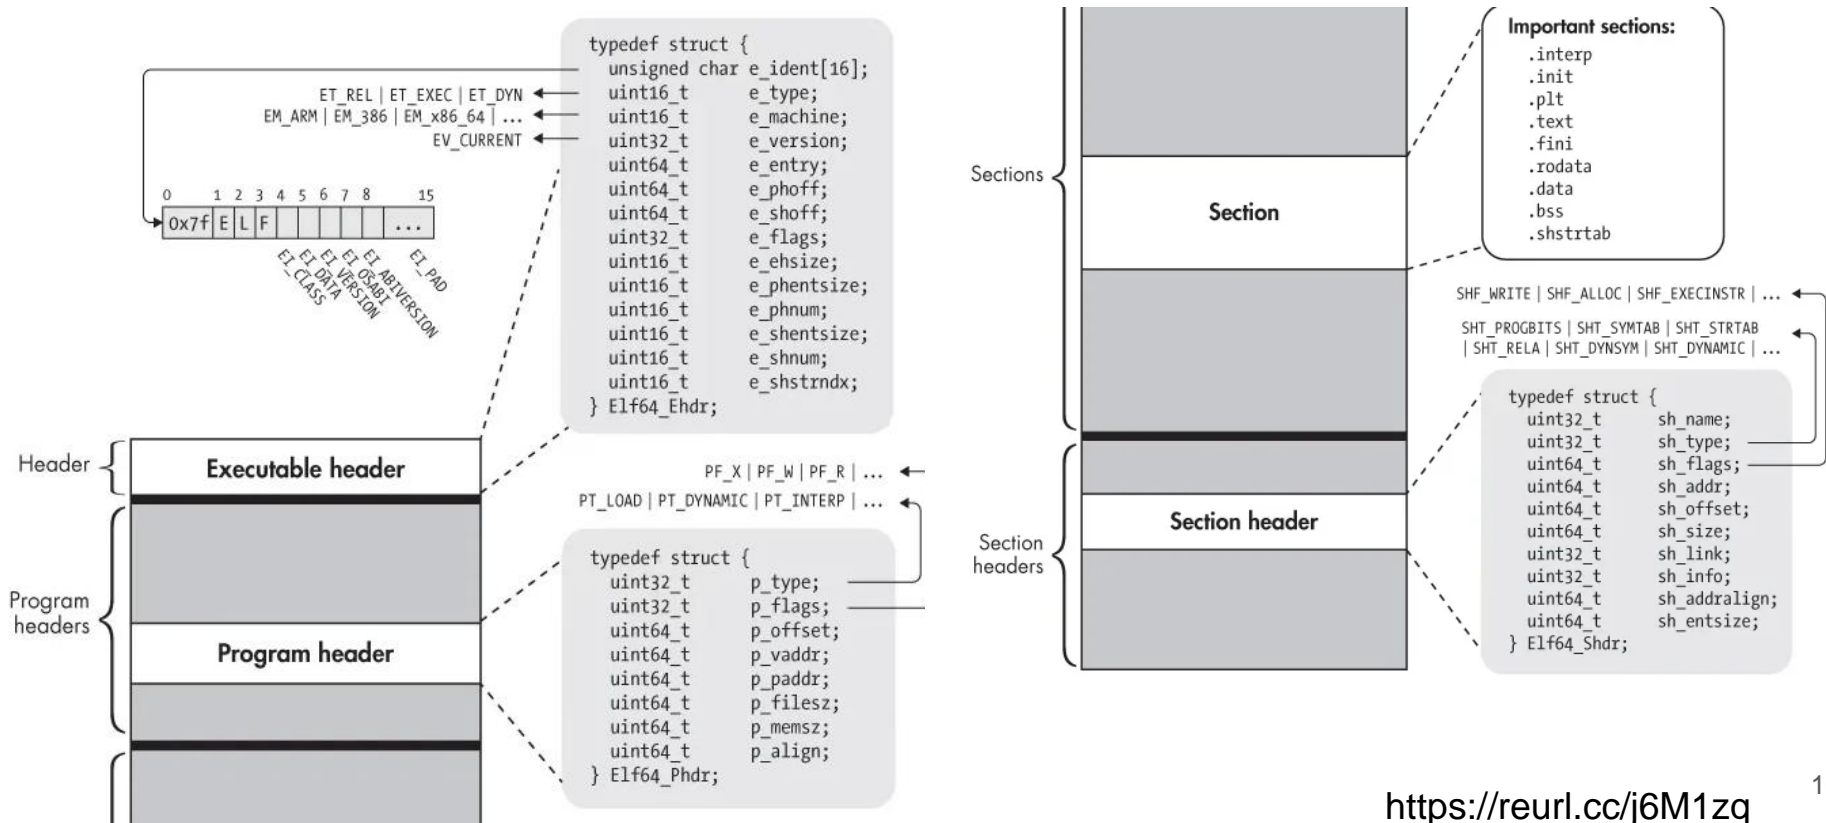 typedef struct {
unsigned char e_ident[16];
uint16_t e_type;
uint16_t e_machine;
uint32_t e_version;
uint64_t e_entry;
uint64_t e_phoff;
uint64_t e_shoff;
uint32_t e_flags;
uint16_t e_ehsize;
uint16_t e_phentsize;
uint16_t e_phnum;
uint16_t e_shentsize;
uint16_t e_shnum;
uint16_t e_shstrndx;
} Elf64_Ehdr;
ET_REL | ET_EXEC | ET_DYN
EM_ARM | EM_386 | EM_x86_64 | ...
EV_CURRENT
0 1 2 3 4 5 6 7 8 15
0x7f E L F ...
EI_CLASS
EI_DATA
EI_VERSION
EI_OSABI
EI_ABIVERSION
EI_PAD
Header
Executable header
PF_X | PF_W | PF_R | ...
PT_LOAD | PT_DYNAMIC | PT_INTERP | ...
typedef struct {
uint32_t p_type;
uint32_t p_flags;
uint64_t p_offset;
uint64_t p_vaddr;
uint64_t p_paddr;
uint64_t p_filesz;
uint64_t p_memsz;
uint64_t p_align;
} Elf64_Phdr;
Program
headers
Program header
Sections
Section
Important sections:
.interp
.init
.plt
.text
.fini
.rodata
.data
.bss
.shstrtab
SHF_WRITE | SHF_ALLOC | SHF_EXECINSTR | ...
SHT_PROGBITS | SHT_SYMTAB | SHT_STRTAB
| SHT_RELA | SHT_DYNSYM | SHT_DYNAMIC | ...
typedef struct {
uint32_t sh_name;
uint32_t sh_type;
uint64_t sh_flags;
uint64_t sh_addr;
uint64_t sh_offset;
uint64_t sh_size;
uint32_t sh_link;
uint32_t sh_info;
uint64_t sh_addralign;
uint64_t sh_entsize;
} Elf64_Shdr;
Section
headers
Section header
1
https://reurl.cc/j6M1zq